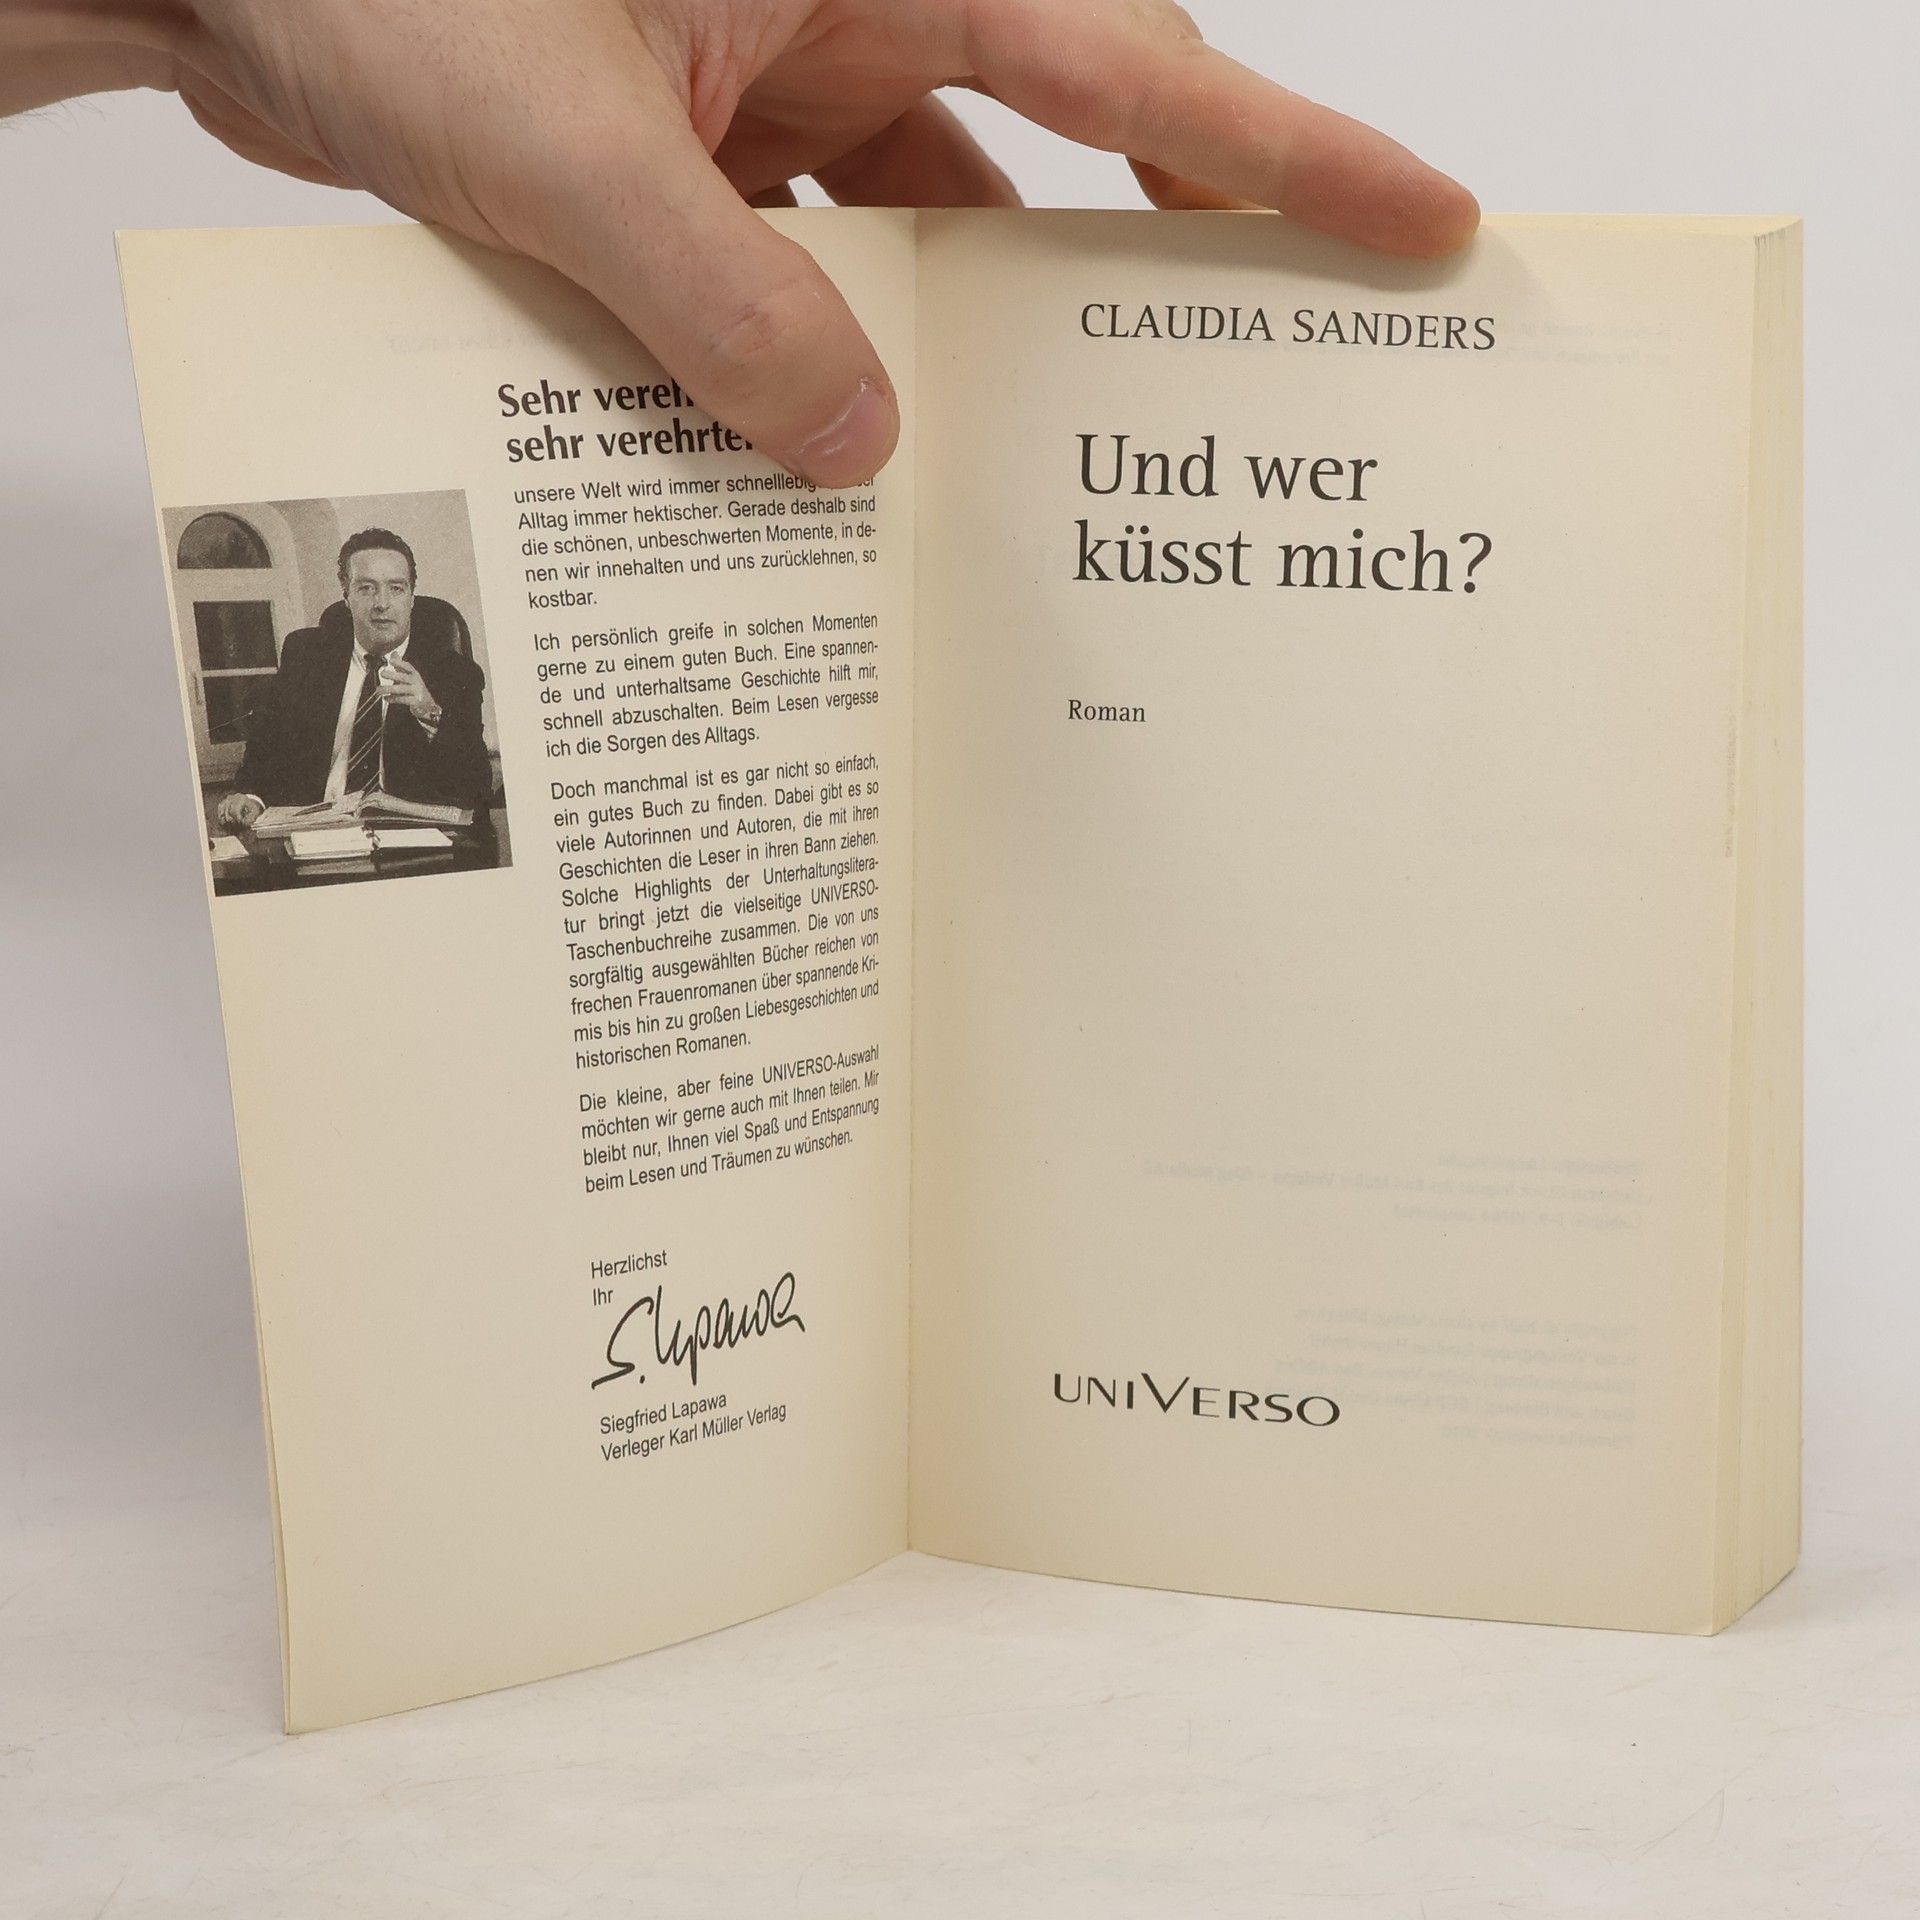 Sehr
sehr
unsere Welt wird immer
Alltag immer hektischer. Gerade deshalb sind
die schönen, unbeschwerten Momente, in de-
nen wir innehalten und uns zurücklehnen, so
kostbar.
Ich persönlich greife in solchen Momenten
gerne zu einem guten Buch. Eine spannen-
de und unterhaltsame Geschichte hilft mir,
schnell abzuschalten. Beim Lesen vergesse
ich die Sorgen des Alltags.
Doch manchmal ist es gar nicht so einfach,
ein gutes Buch zu finden. Dabei gibt es so
viele Autorinnen und Autoren, die mit ihren
Geschichten die Leser in ihren Bann ziehen.
Solche Highlights der Unterhaltungslitera-
tur bringt jetzt die vielseitige UNIVERSO-
Taschenbuchreihe zusammen. Die von uns
sorgfältig ausgewählten Bücher reichen von
frechen Frauenromanen über spannende Kri-
mis bis hin zu großen Liebesgeschichten und
historischen Romanen.
Die kleine, aber feine UNIVERSO-Auswahl
möchten wir gerne auch mit Ihnen teilen. Mir
bleibt nur, Ihnen viel Spaß und Entspannung
beim Lesen und Träumen zu wünschen.
Herzlichst
Ihr
S. Lapawa
Siegfried Lapawa
Verleger Karl Müller Verlag
CLAUDIA SANDERS
Und wer
küsst mich?
Roman
UNIVERSO